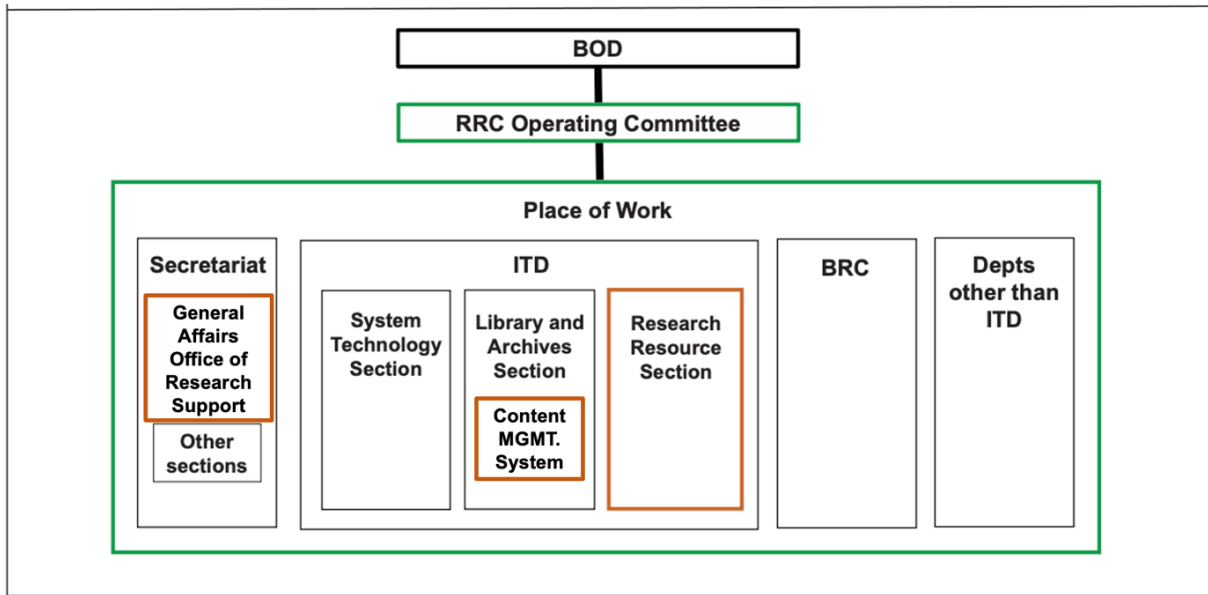 BOD
RRC Operating Committee
Place of Work
Secretariat
General
Affairs
Office of
Research
Support
Other
sections
ITD
System
Technology
Section
Library and
Archives
Section
Content
MGMT.
System
Research
Resource
Section
BRC
Depts
other than
ITD